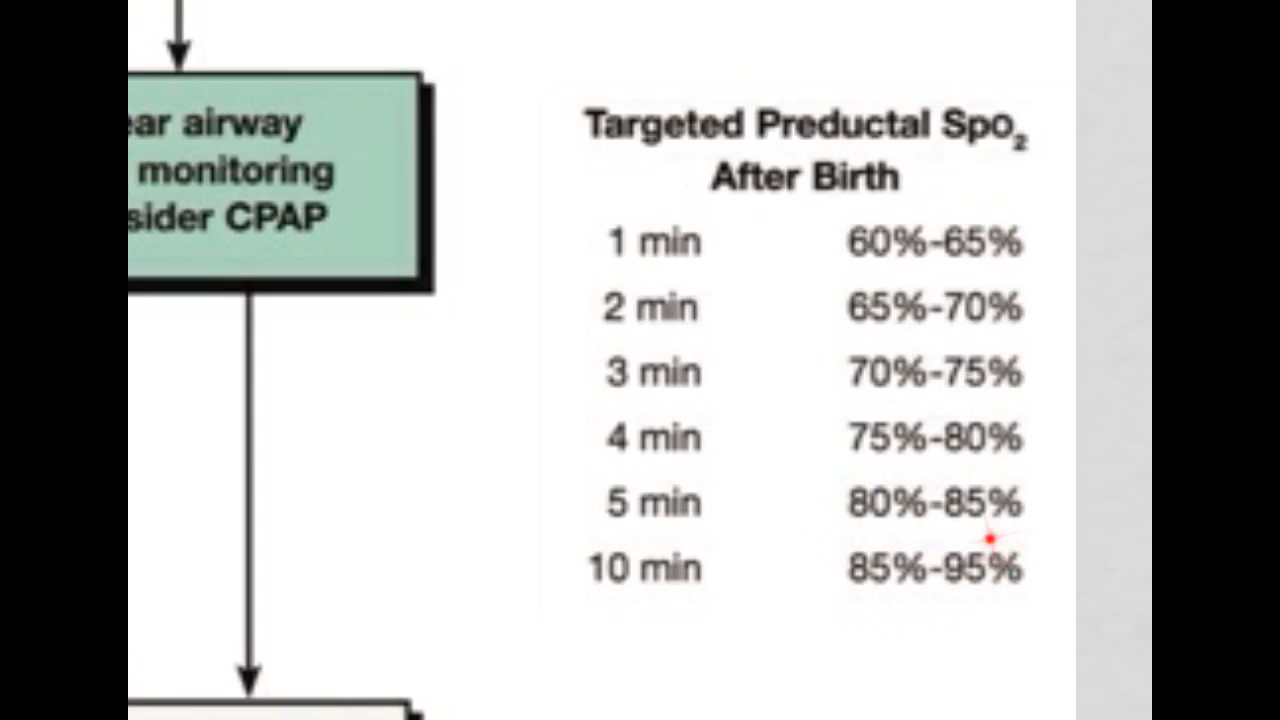 ear airway
monitoring
sider CPAP
Targeted Preductal Spo₂
After Birth
1 min 60%-65%
2 min 65%-70%
3 min 70%-75%
4 min 75%-80%
5 min 80%-85%
10 min 85%-95%